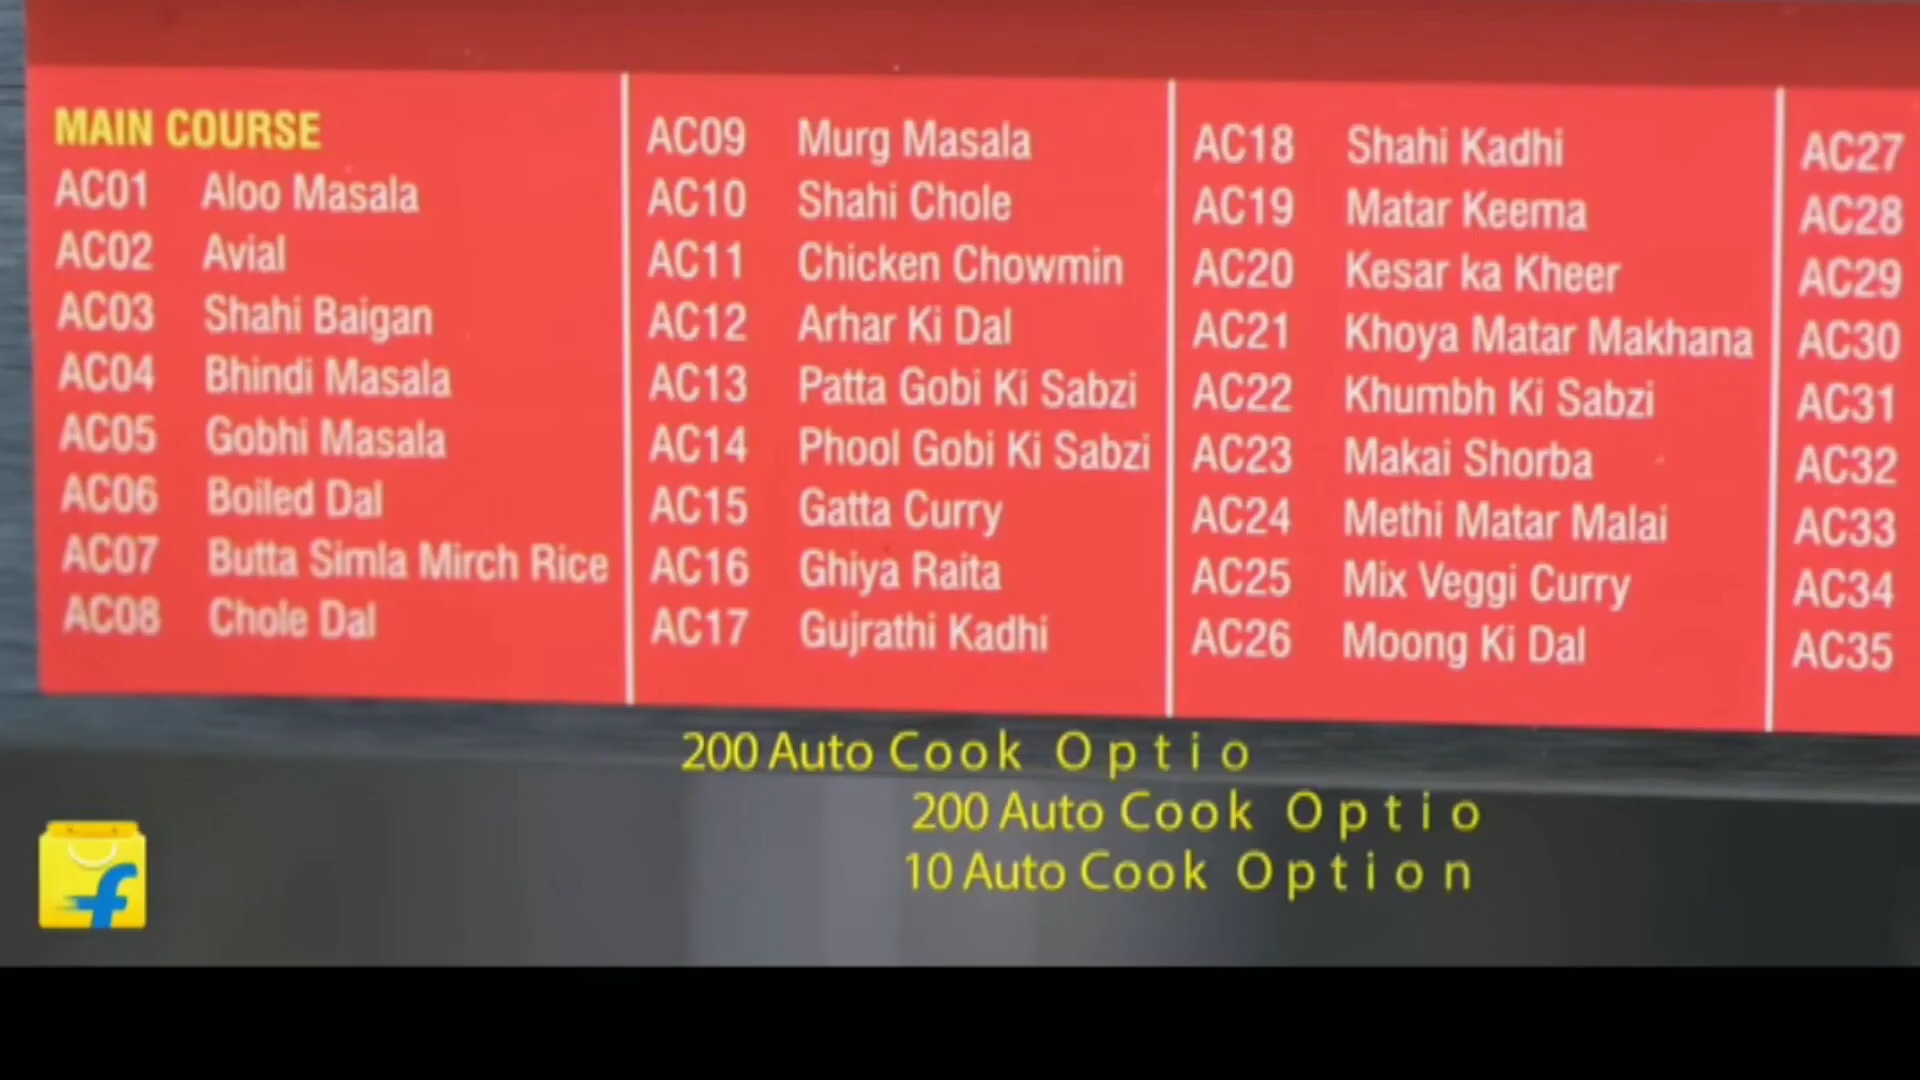 MAIN COURSE
AC01 Aloo Masala
AC02 Avial
AC03 Shahi Baigan
AC04 Bhindi Masala
AC05 Gobhi Masala
AC06 Boiled Dal
AC07 Butta Simla Mirch Rice
AC08 Chole Dal
AC09 Murg Masala
AC10 Shahi Chole
AC11 Chicken Chowmin
AC12 Arhar Ki Dal
AC13 Patta Gobi Ki Sabzi
AC14 Phool Gobi Ki Sabzi
AC15 Gatta Curry
AC16 Ghiya Raita
AC17 Gujrathi Kadhi
AC18 Shahi Kadhi
AC19 Matar Keema
AC20 Kesar ka Kheer
AC21 Khoya Matar Makhana
AC22 Khumbh Ki Sabzi
AC23 Makai Shorba
AC24 Methi Matar Malai
AC25 Mix Veggi Curry
AC26 Moong Ki Dal
AC27
AC28
AC29
AC30
AC31
AC32
AC33
AC34
AC35
200 Auto Cook Optio
200 Auto Cook Optio
10 Auto Cook Option
f